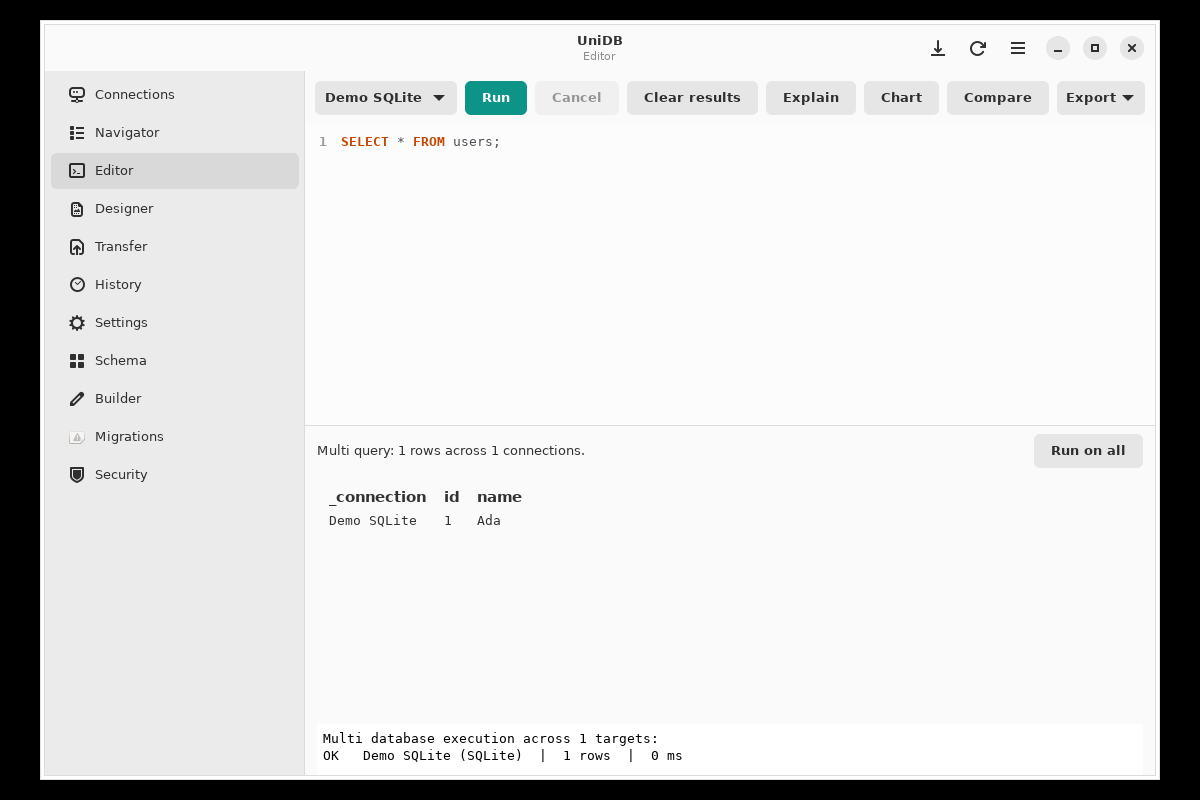 UniDB
Editor
Connections
Navigator
Editor
Designer
Transfer
History
Settings
Schema
Builder
Migrations
Security
Demo SQLite Run Cancel Clear results Explain Chart Compare Export
1 SELECT * FROM users;
Multi query: 1 rows across 1 connections. Run on all
_connection id name
Demo SQLite 1 Ada
Multi database execution across 1 targets:
OK Demo SQLite (SQLite) | 1 rows | 0 ms